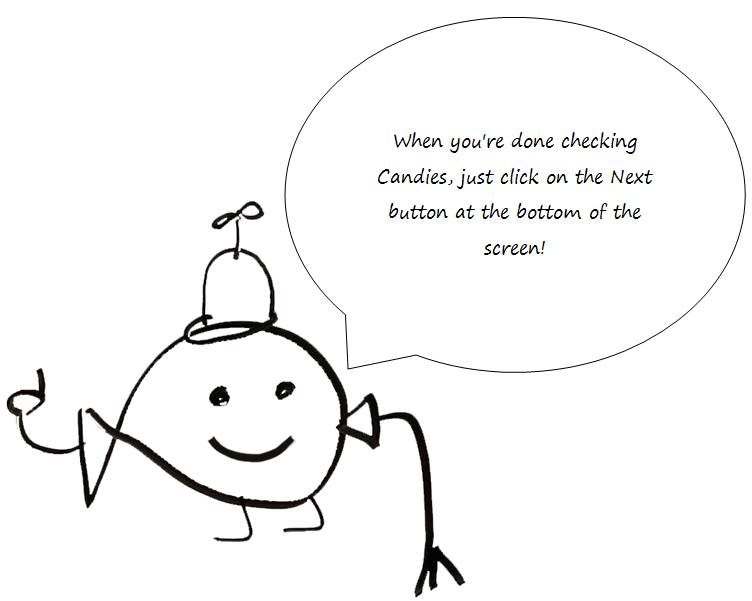 When you're done checking
Candies, just click on the Next
button at the bottom of the
screen!